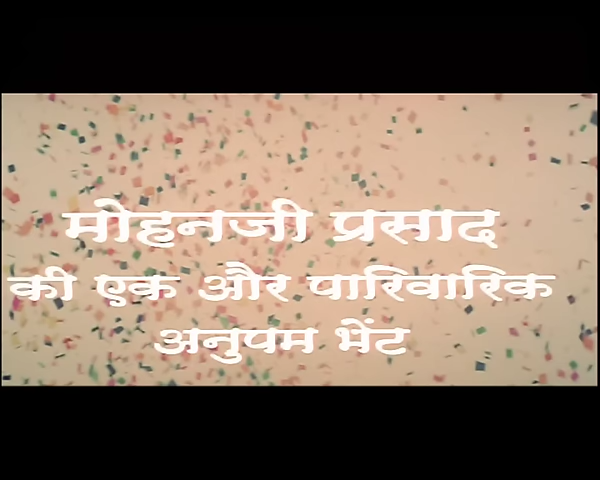 मोहनजी प्रसाद
की एक और पारिवारिक
अनुपम भेंट